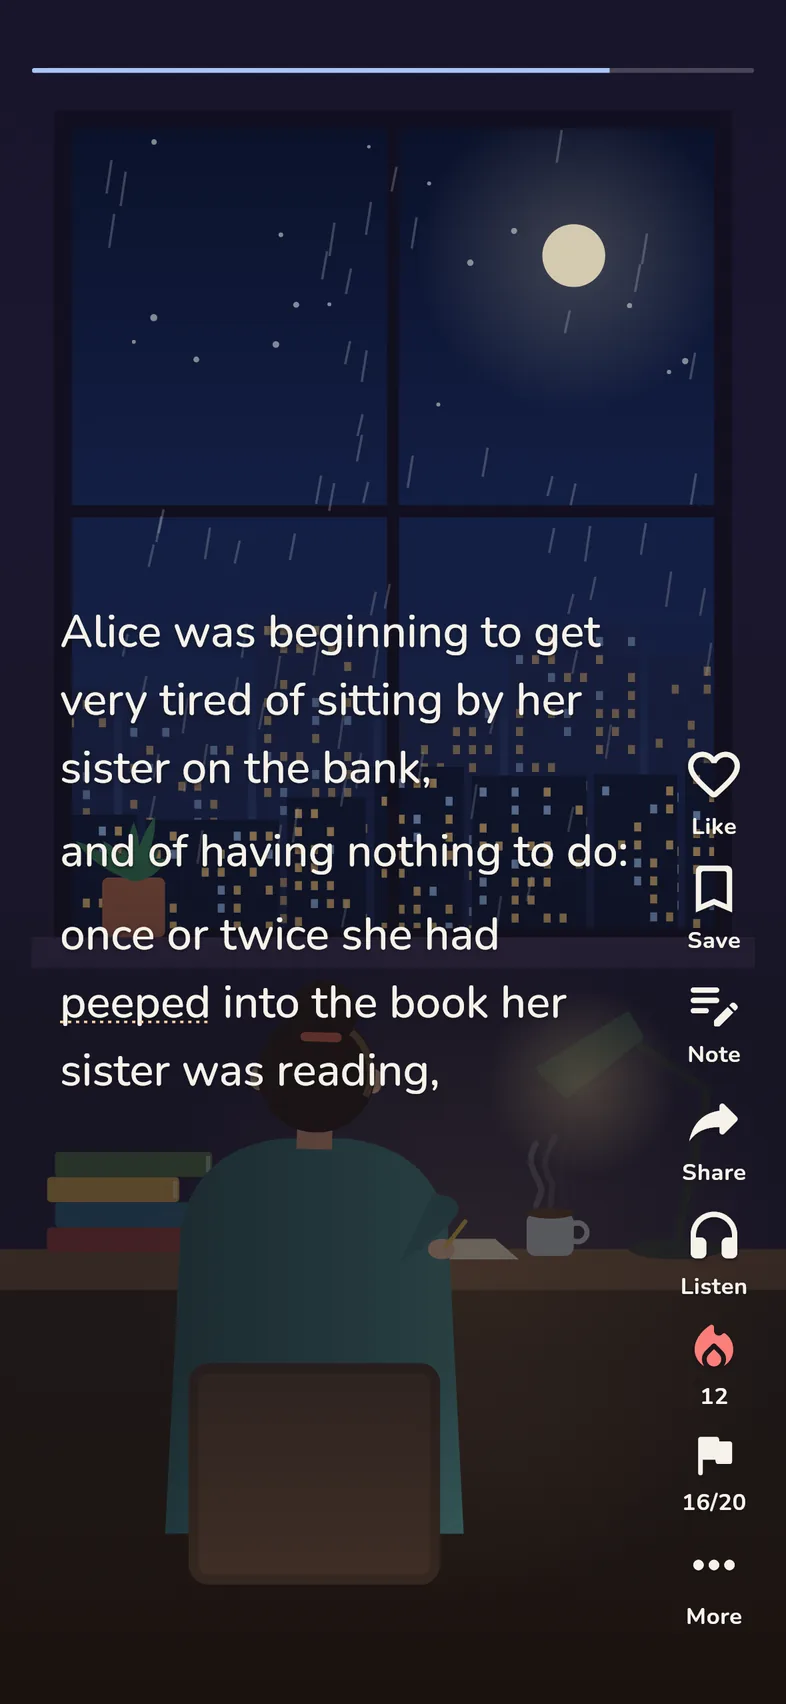 Alice was beginning to get
very tired of sitting by her
sister on the bank,
and of having nothing to do:
once or twice she had
peeped into the book her
sister was reading,
Like
Save
Note
Share
Listen
12
16/20
More